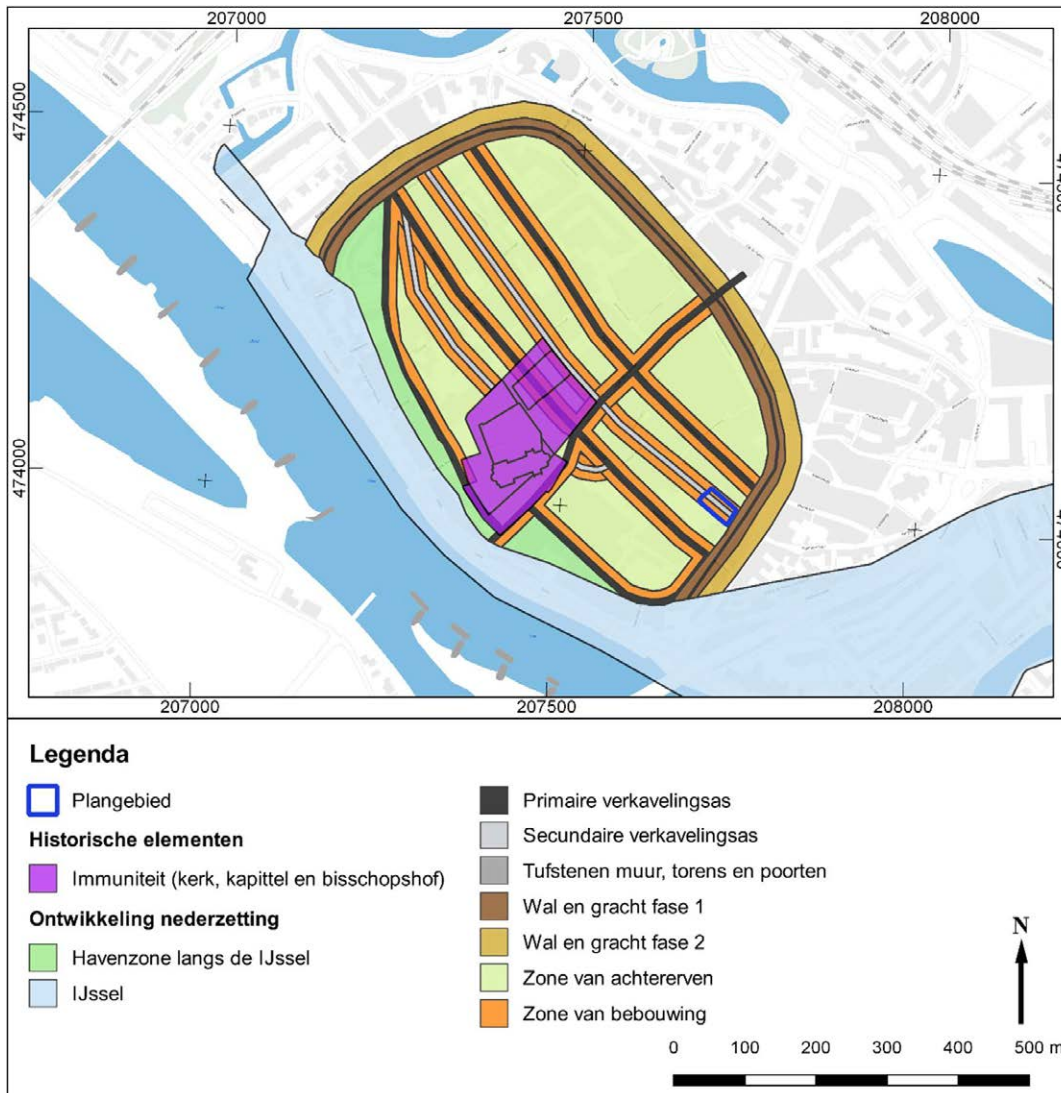 207000 207500 208000
474500
474000
207000 207500 208000
Legenda
Plangebied
Historische elementen
Immuniteit (kerk, kapittel en bisschopshof)
Ontwikkeling nederzetting
Havenzone langs de IJssel
IJssel
Primaire verkavelingsas
Secundaire verkavelingsas
Tufstenen muur, torens en poorten
Wal en gracht fase 1
Wal en gracht fase 2
Zone van achtererven
Zone van bebouwing
N
0 100 200 300 400 500 m